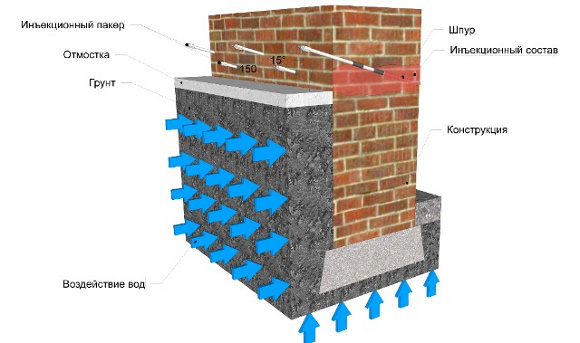 Инъекционный пакер
Шпур
Отмостка
Инъекционный состав
15°
150
Грунт
Конструкция
Воздействие вод